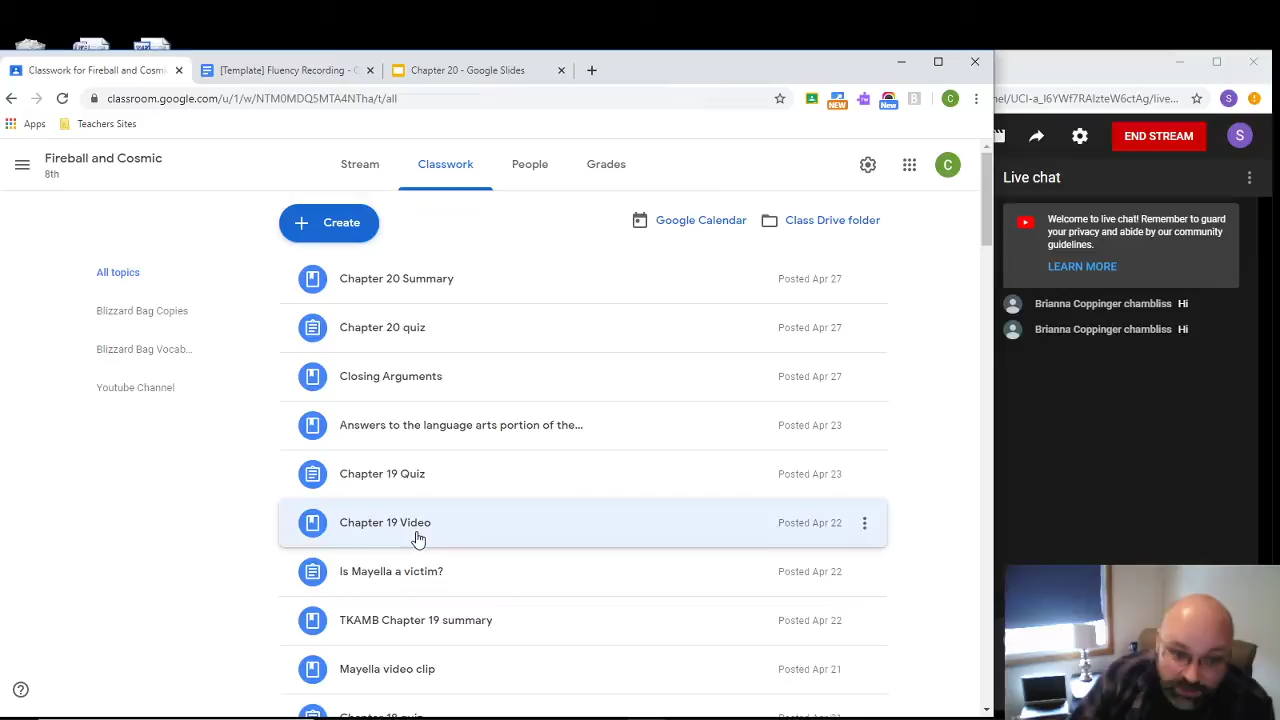 Classwork for Fireball and Cosmi
[Template] Fluency Recording - G
Chapter 20 - Google Slides
classroom.google.com/u/1/w/NTM0MDQ5MTA4NTha/t/all
NEW
New
C
nel/UCI-a_l6YWf7RAlzteW6ctAg/live...
S
Apps
Teachers Sites
Fireball and Cosmic
8th
Stream
Classwork
People
Grades
C
END STREAM
S
Live chat
Create
Google Calendar
Class Drive folder
Welcome to live chat! Remember to guard
your privacy and abide by our community
guidelines.
LEARN MORE
Brianna Coppinger chambliss Hi
Brianna Coppinger chambliss Hi
All topics
Blizzard Bag Copies
Blizzard Bag Vocab...
Youtube Channel
Chapter 20 Summary Posted Apr 27
Chapter 20 quiz Posted Apr 27
Closing Arguments Posted Apr 27
Answers to the language arts portion of the... Posted Apr 23
Chapter 19 Quiz Posted Apr 23
Chapter 19 Video Posted Apr 22
Is Mayella a victim? Posted Apr 22
TKAMB Chapter 19 summary Posted Apr 22
Mayella video clip Posted Apr 21
Chapter 18 quiz